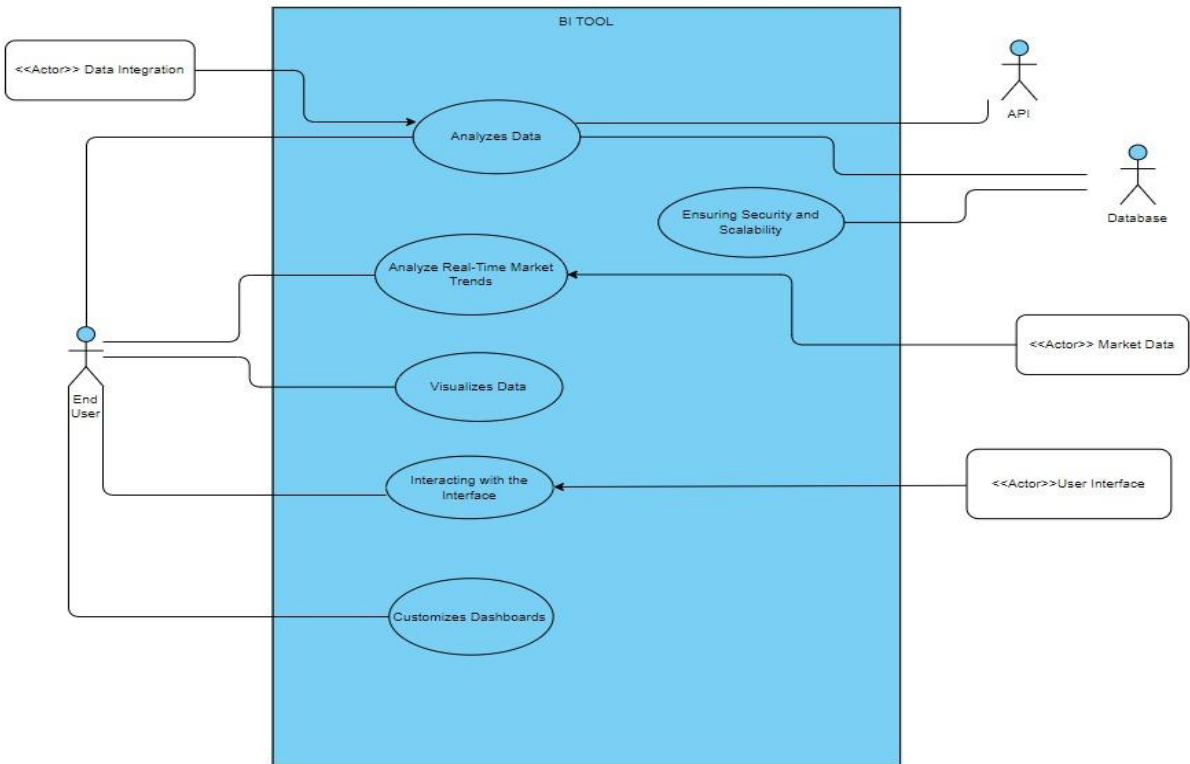 BI TOOL
<<Actor>> Data Integration
API
Analyzes Data
Database
Ensuring Security and
Scalability
Analyze Real-Time Market
Trends
<<Actor>> Market Data
End
User
Visualizes Data
Interacting with the
Interface
<<Actor>>User Interface
Customizes Dashboards